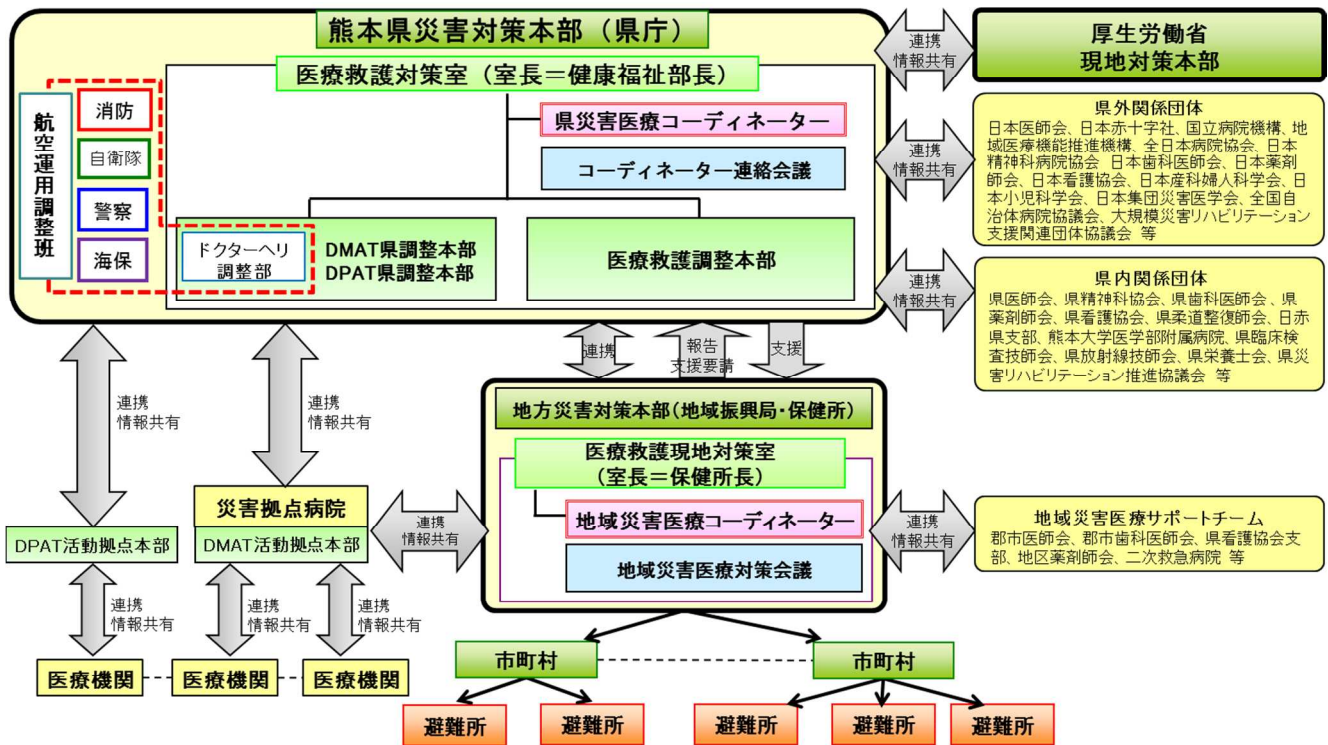 熊本県災害対策本部（県庁）
医療救護対策室（室長＝健康福祉部長）
県災害医療コーディネーター
コーディネーター連絡会議
航空運用調整班
消防
自衛隊
警察
海保
ドクターヘリ
調整部
DMAT県調整本部
DPAT県調整本部
医療救護調整本部
連携
情報共有
厚生労働省
現地対策本部
連携
情報共有
県外関係団体
日本医師会、日本赤十字社、国立病院機構、地
域医療機能推進機構、全日本病院協会、日本
精神科病院協会 日本歯科医師会、日本薬剤
師会、日本看護協会、日本産科婦人科学会、日
本小児科学会、日本集団災害医学会、全国自
治体病院協議会、大規模災害リハビリテーション
支援関連団体協議会 等
連携
情報共有
県内関係団体
県医師会、県精神科協会、県歯科医師会、県
薬剤師会、県看護協会、県柔道整復師会、日赤
県支部、熊本大学医学部附属病院、県臨床検
査技師会、県放射線技師会、県栄養士会、県災
害リハビリテーション推進協議会 等
連携
報告
支援要請
支援
連携
情報共有
連携
情報共有
地方災害対策本部（地域振興局・保健所）
医療救護現地対策室
（室長＝保健所長）
地域災害医療コーディネーター
地域災害医療対策会議
災害拠点病院
DPAT活動拠点本部
DMAT活動拠点本部
連携
情報共有
連携
情報共有
地域災害医療サポートチーム
郡市医師会、郡市歯科医師会、県看護協会支
部、地区薬剤師会、二次救急病院 等
連携
情報共有
連携
情報共有
連携
情報共有
医療機関
医療機関
医療機関
市町村
市町村
避難所
避難所
避難所
避難所
避難所